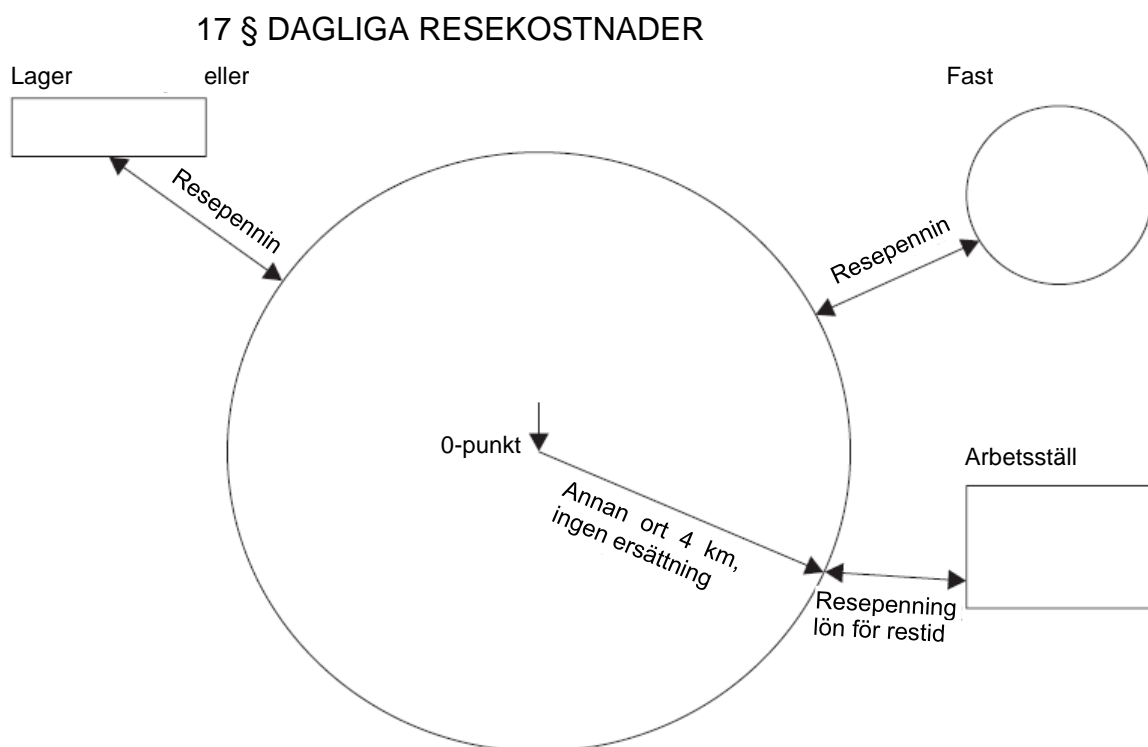 17 § DAGLIGA RESEKOSTNADER
Lager eller
Fast
Resepennin
Resepennin
0-punkt
Annan ort 4 km,
ingen ersättning
Arbetsställ
Resepenning
lön för restid